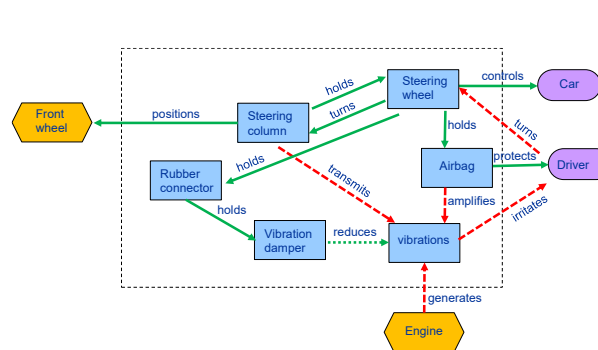 Steering
wheel
controls
Car
holds
turns
Front
wheel
positions
Steering
column
holds
turns
protects
Driver
holds
Airbag
Rubber
connector
transmits
amplifies
irritates
holds
Vibration
damper
reduces
vibrations
generates
Engine